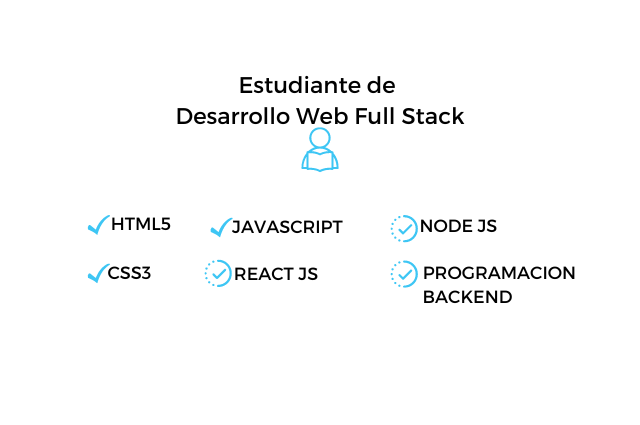 Estudiante de
Desarrollo Web Full Stack
HTML5
JAVASCRIPT
NODE JS
CSS3
REACT JS
PROGRAMACION
BACKEND